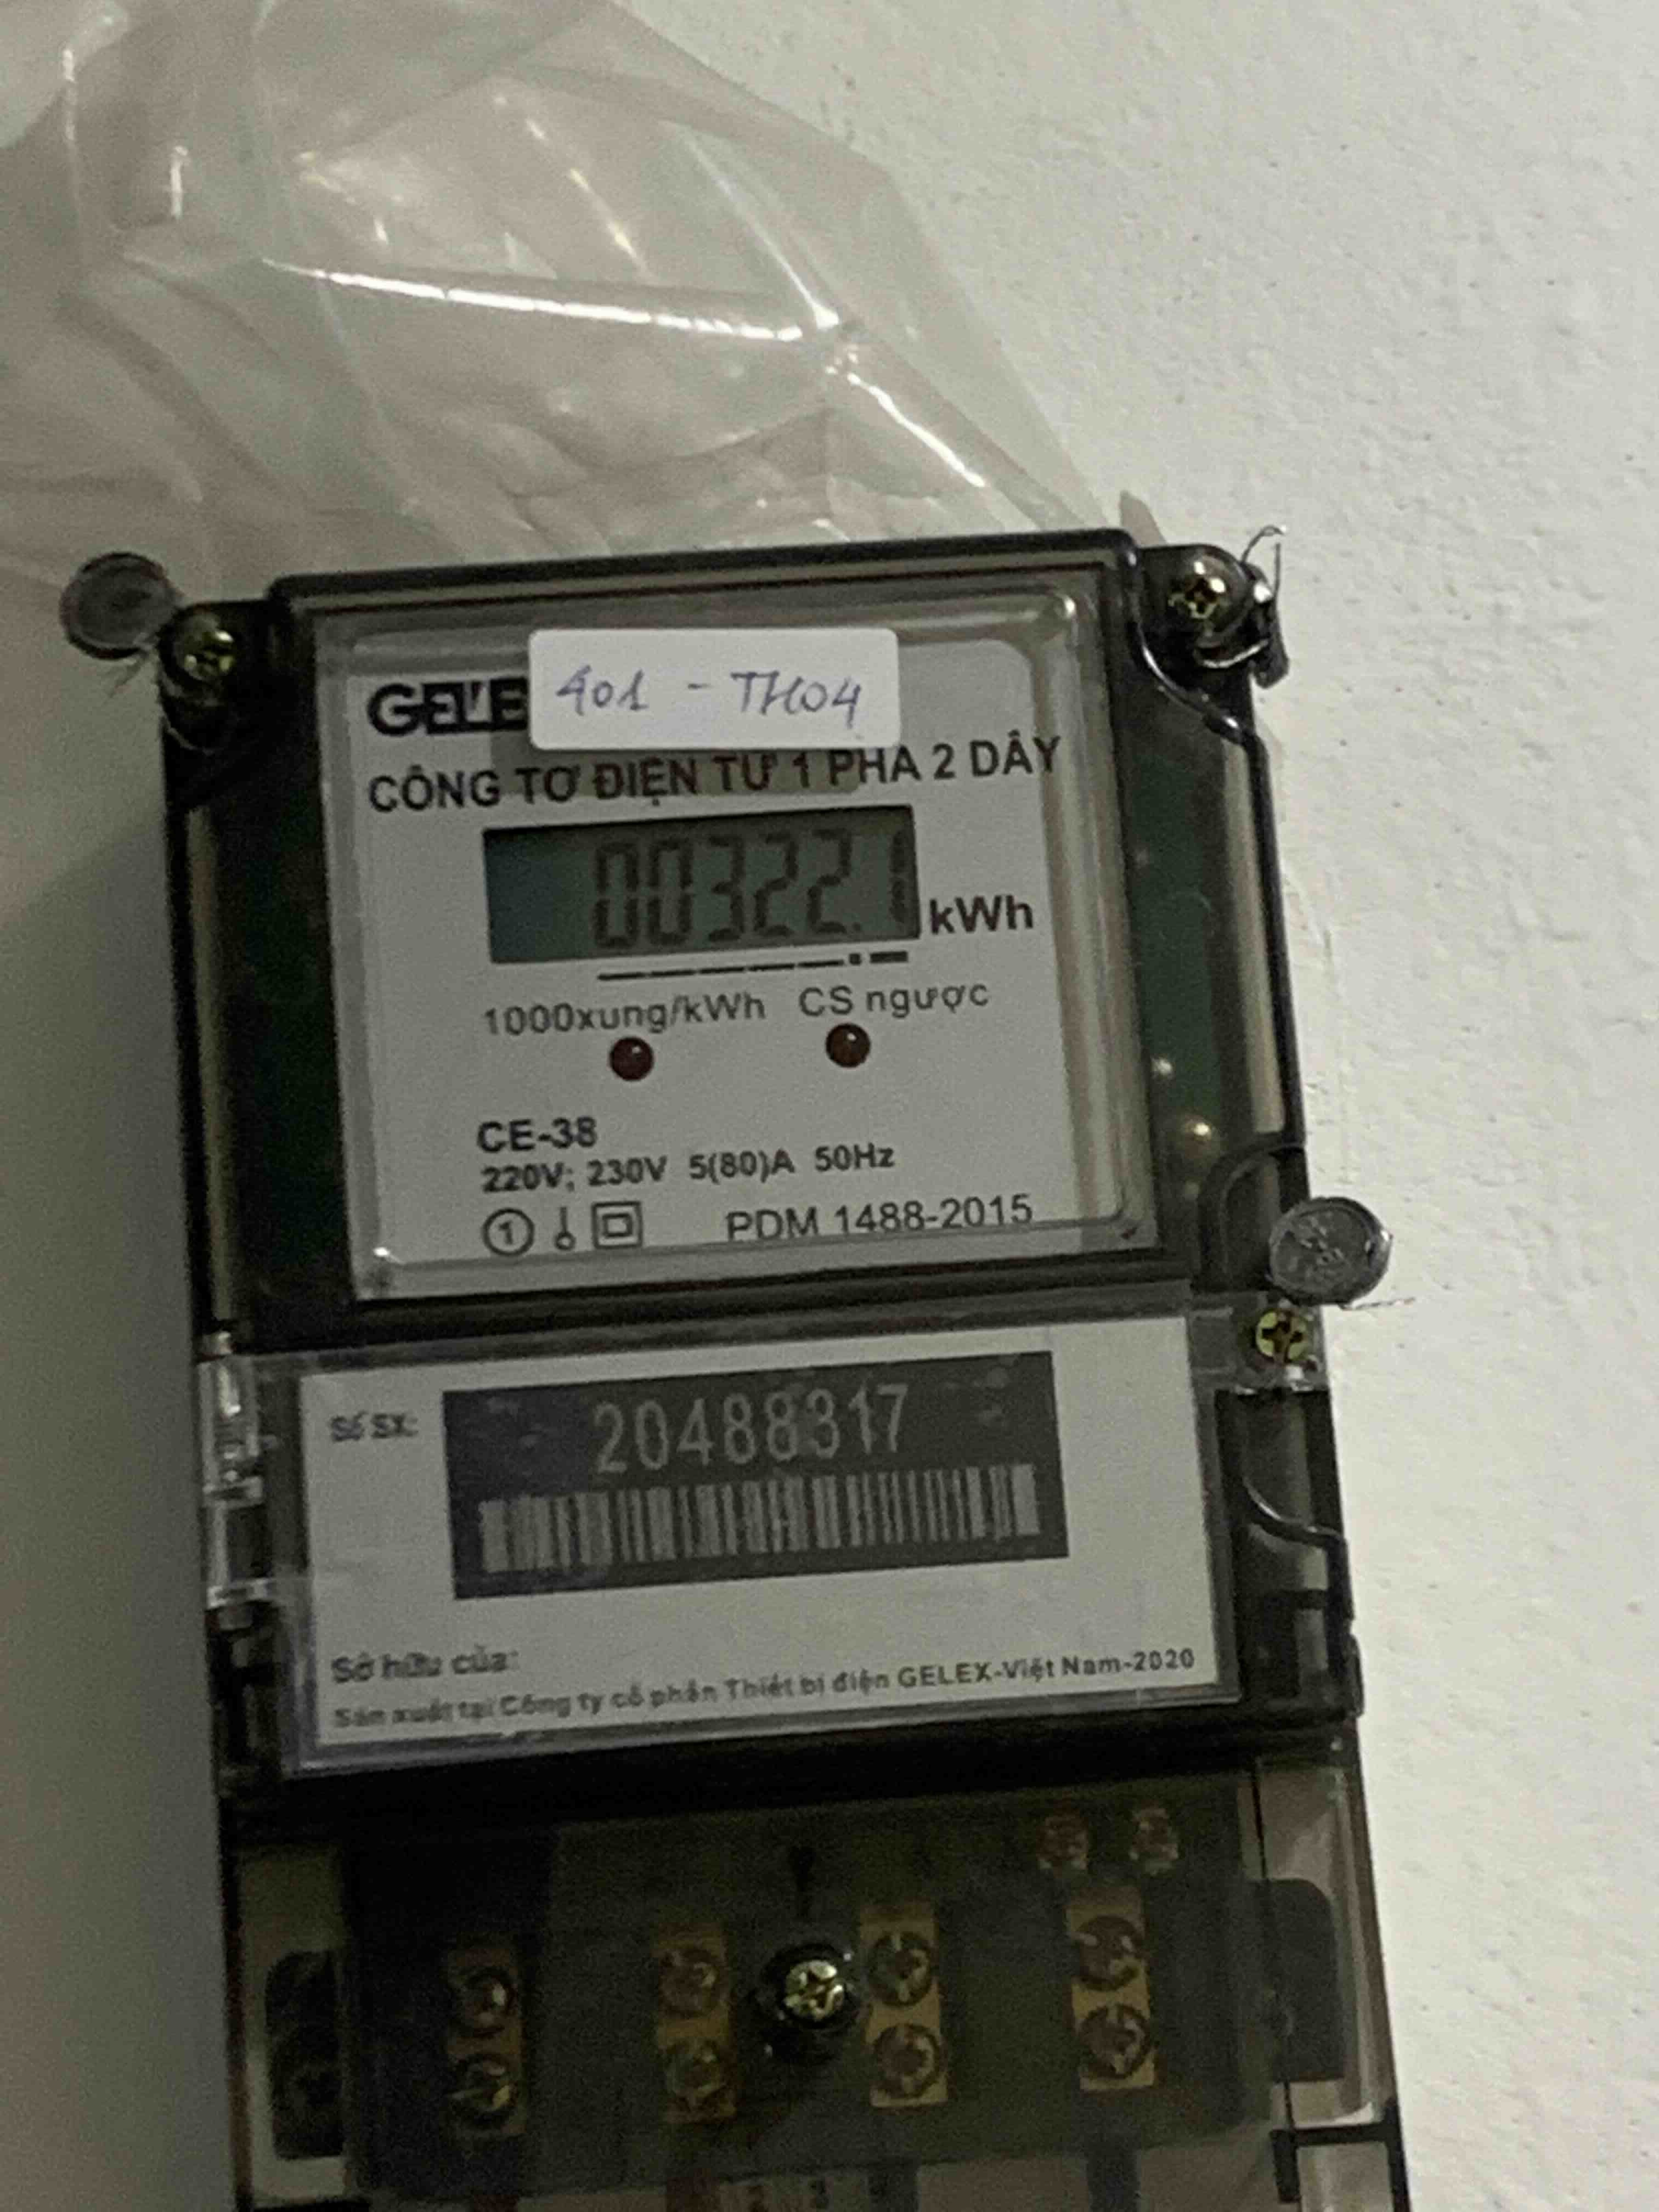 GELE
401 - TH04
CÔNG TƠ ĐIỆN TỬ 1 PHA 2 DÂY
00322.1 kWh
1000xung/kWh CS ngược
CE-38
220V; 230V 5(80)A 50Hz
1 PDM 1488-2015
Số SX: 20488317
Sở hữu của:
Sản xuất tại Công ty cổ phần Thiết bị điện GELEX-Việt Nam-2020